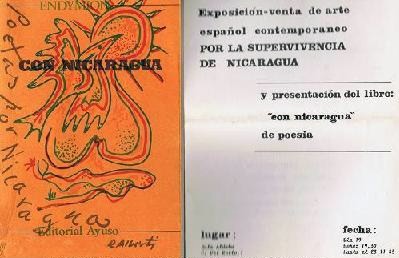 ENDYMION
CON NICARAGUA
Poetas por Nicaragua
Editorial Ayuso
R Alberti
Exposición-venta de arte
español contemporaneo
POR LA SUPERVIVENCIA
DE NICARAGUA
y presentación del libro:
"con nicaragua"
de poesia
lugar:
fecha: